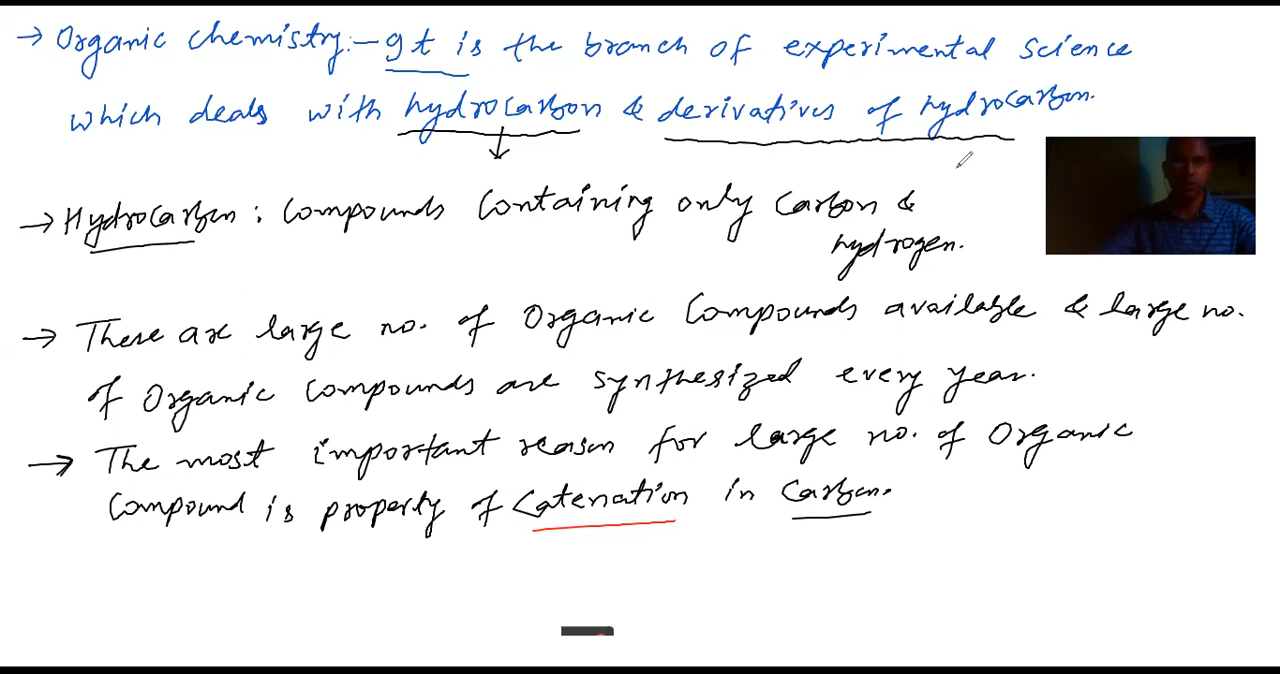 → Organic chemistry:- It is the branch of experimental science
which deals with hydrocarbon & derivatives of hydrocarbon.
→ Hydrocarbon: Compounds containing only carbon &
hydrogen.
→ There are large no. of organic compounds available & large no.
of organic compounds are synthesized every year.
→ The most important reason for large no. of organic
compound is property of catenation in carbon.